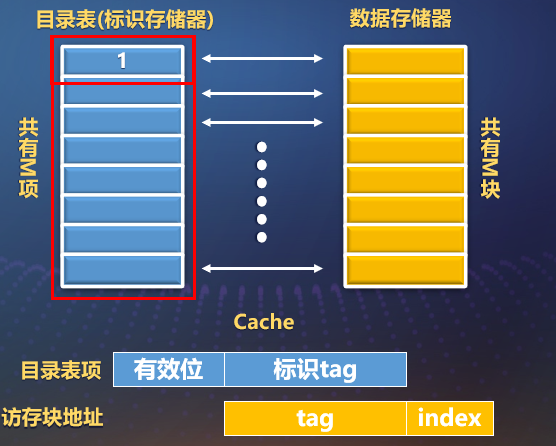 目录表(标识存储器)
数据存储器
1
共有M项
共有M块
Cache
目录表项
有效位
标识tag
访存块地址
tag
index